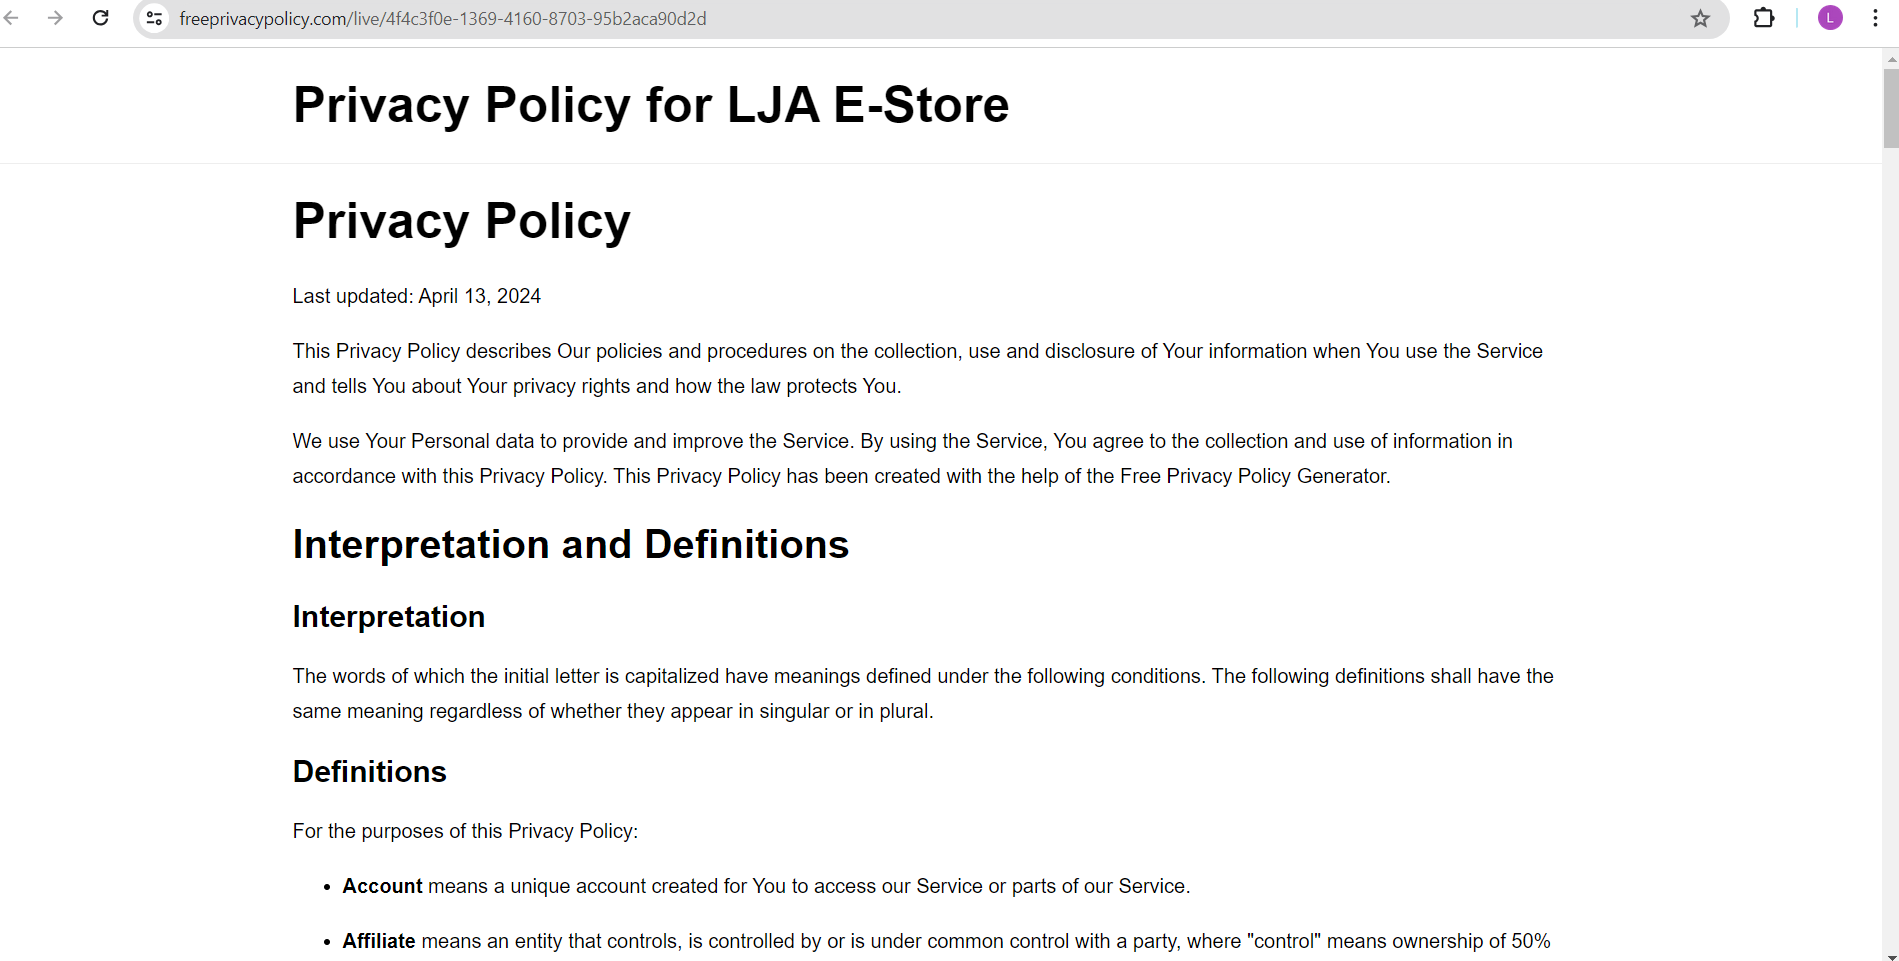 freeprivacypolicy.com/live/4f4c3f0e-1369-4160-8703-95b2aca90d2d
L
Privacy Policy for LJA E-Store
Privacy Policy
Last updated: April 13, 2024
This Privacy Policy describes Our policies and procedures on the collection, use and disclosure of Your information when You use the Service
and tells You about Your privacy rights and how the law protects You.
We use Your Personal data to provide and improve the Service. By using the Service, You agree to the collection and use of information in
accordance with this Privacy Policy. This Privacy Policy has been created with the help of the Free Privacy Policy Generator.
Interpretation and Definitions
Interpretation
The words of which the initial letter is capitalized have meanings defined under the following conditions. The following definitions shall have the
same meaning regardless of whether they appear in singular or in plural.
Definitions
For the purposes of this Privacy Policy:
• Account means a unique account created for You to access our Service or parts of our Service.
• Affiliate means an entity that controls, is controlled by or is under common control with a party, where "control" means ownership of 50%